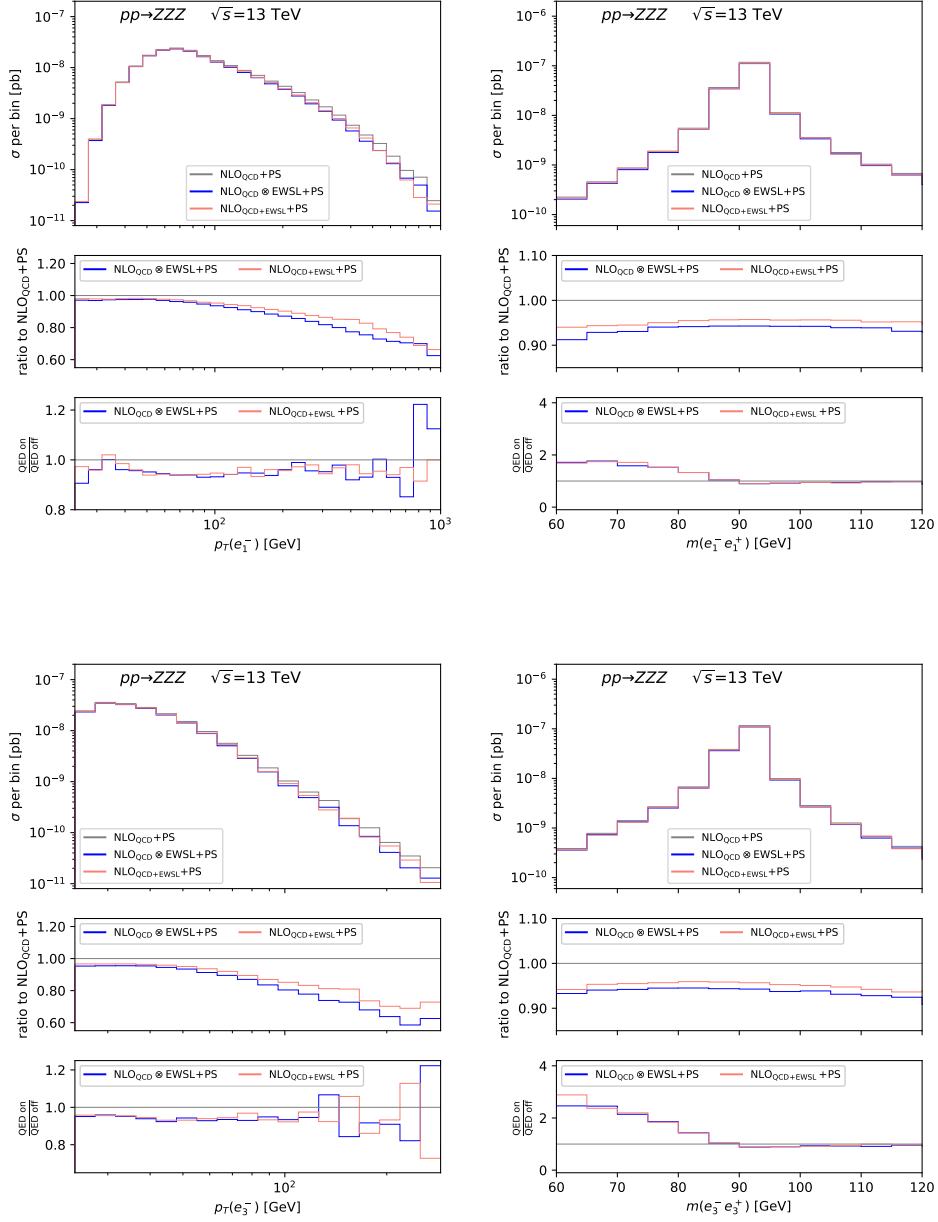 pp→ZZZ √s=13 TeV
σ per bin [pb]
10⁻⁷
10⁻⁸
10⁻⁹
10⁻¹⁰
10⁻¹¹
NLO_QCD+PS
NLO_QCD ⊗ EWSL+PS
NLO_QCD+EWSL+PS
ratio to NLO_QCD+PS
1.20
1.00
0.80
0.60
NLO_QCD ⊗ EWSL+PS NLO_QCD+EWSL+PS
QED on
QED off
1.2
1.0
0.8
NLO_QCD ⊗ EWSL+PS NLO_QCD+EWSL+PS
10² 10³
p_T(e₁⁻) [GeV]
pp→ZZZ √s=13 TeV
σ per bin [pb]
10⁻⁶
10⁻⁷
10⁻⁸
10⁻⁹
10⁻¹⁰
NLO_QCD+PS
NLO_QCD ⊗ EWSL+PS
NLO_QCD+EWSL+PS
ratio to NLO_QCD+PS
1.10
1.00
0.90
NLO_QCD ⊗ EWSL+PS NLO_QCD+EWSL+PS
QED on
QED off
4
2
0
NLO_QCD ⊗ EWSL+PS NLO_QCD+EWSL+PS
60 70 80 90 100 110 120
m(e₁⁻e₁⁺) [GeV]
pp→ZZZ √s=13 TeV
σ per bin [pb]
10⁻⁷
10⁻⁸
10⁻⁹
10⁻¹⁰
10⁻¹¹
NLO_QCD+PS
NLO_QCD ⊗ EWSL+PS
NLO_QCD+EWSL+PS
ratio to NLO_QCD+PS
1.20
1.00
0.80
0.60
NLO_QCD ⊗ EWSL+PS NLO_QCD+EWSL+PS
QED on
QED off
1.2
1.0
0.8
NLO_QCD ⊗ EWSL+PS NLO_QCD+EWSL+PS
10²
p_T(e₃⁻) [GeV]
pp→ZZZ √s=13 TeV
σ per bin [pb]
10⁻⁶
10⁻⁷
10⁻⁸
10⁻⁹
10⁻¹⁰
NLO_QCD+PS
NLO_QCD ⊗ EWSL+PS
NLO_QCD+EWSL+PS
ratio to NLO_QCD+PS
1.10
1.00
0.90
NLO_QCD ⊗ EWSL+PS NLO_QCD+EWSL+PS
QED on
QED off
4
2
0
NLO_QCD ⊗ EWSL+PS NLO_QCD+EWSL +PS
60 70 80 90 100 110 120
m(e₃⁻e₃⁺) [GeV]